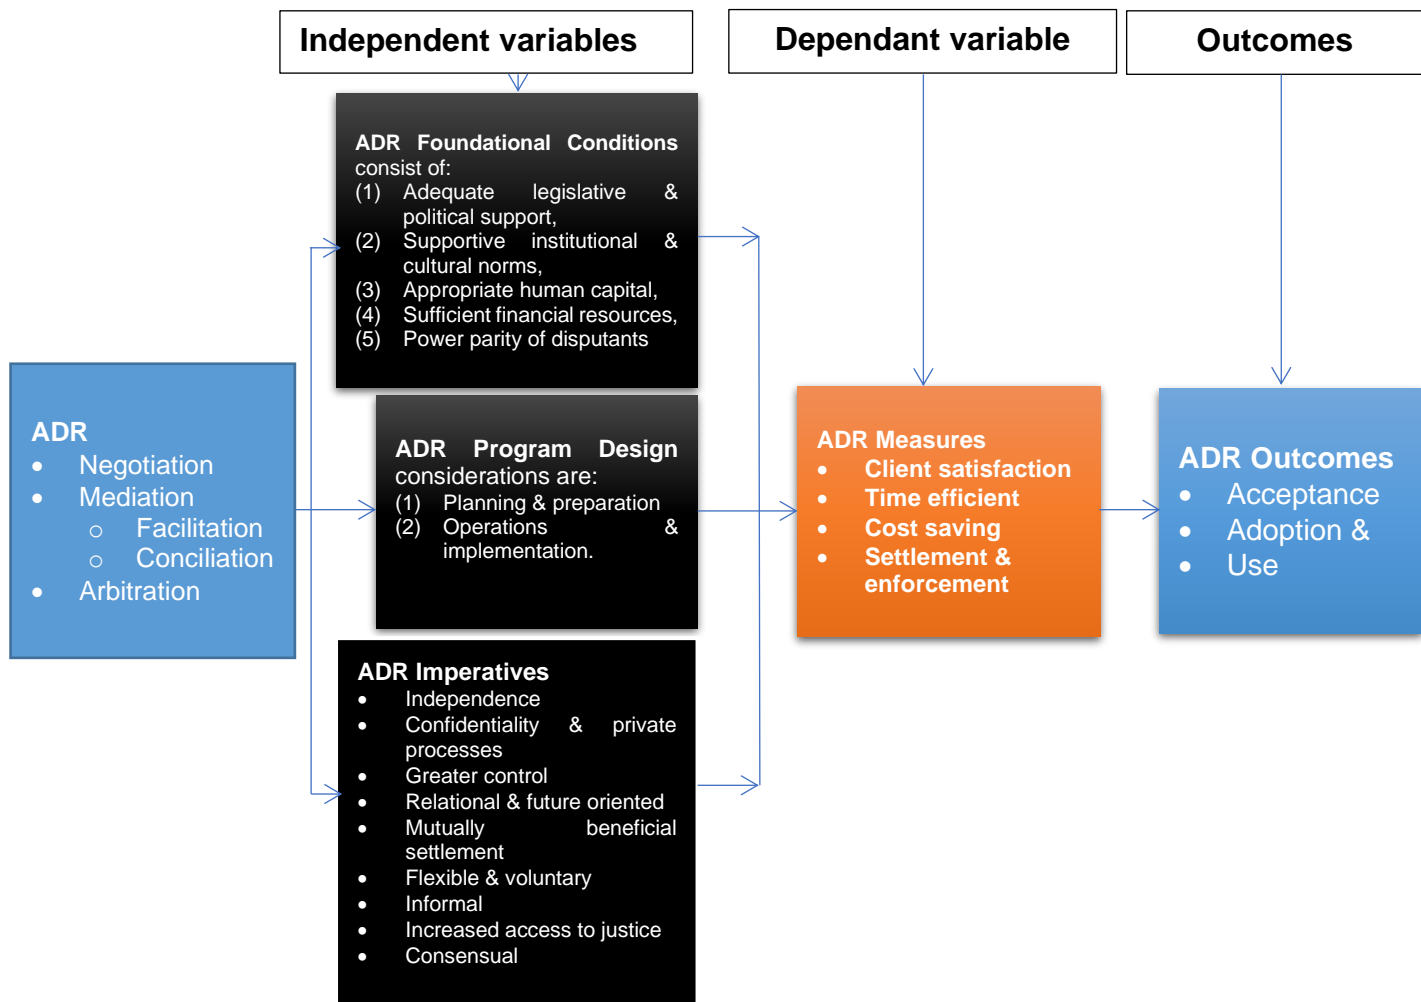 Independent variables
Dependant variable
Outcomes
ADR Foundational Conditions
consist of:
(1) Adequate legislative &
political support,
(2) Supportive institutional &
cultural norms,
(3) Appropriate human capital,
(4) Sufficient financial resources,
(5) Power parity of disputants
ADR
• Negotiation
• Mediation
o Facilitation
o Conciliation
• Arbitration
ADR Program Design
considerations are:
(1) Planning & preparation
(2) Operations &
implementation.
ADR Imperatives
• Independence
• Confidentiality & private
processes
• Greater control
• Relational & future oriented
• Mutually beneficial
settlement
• Flexible & voluntary
• Informal
• Increased access to justice
• Consensual
ADR Measures
• Client satisfaction
• Time efficient
• Cost saving
• Settlement &
enforcement
ADR Outcomes
• Acceptance
• Adoption &
• Use